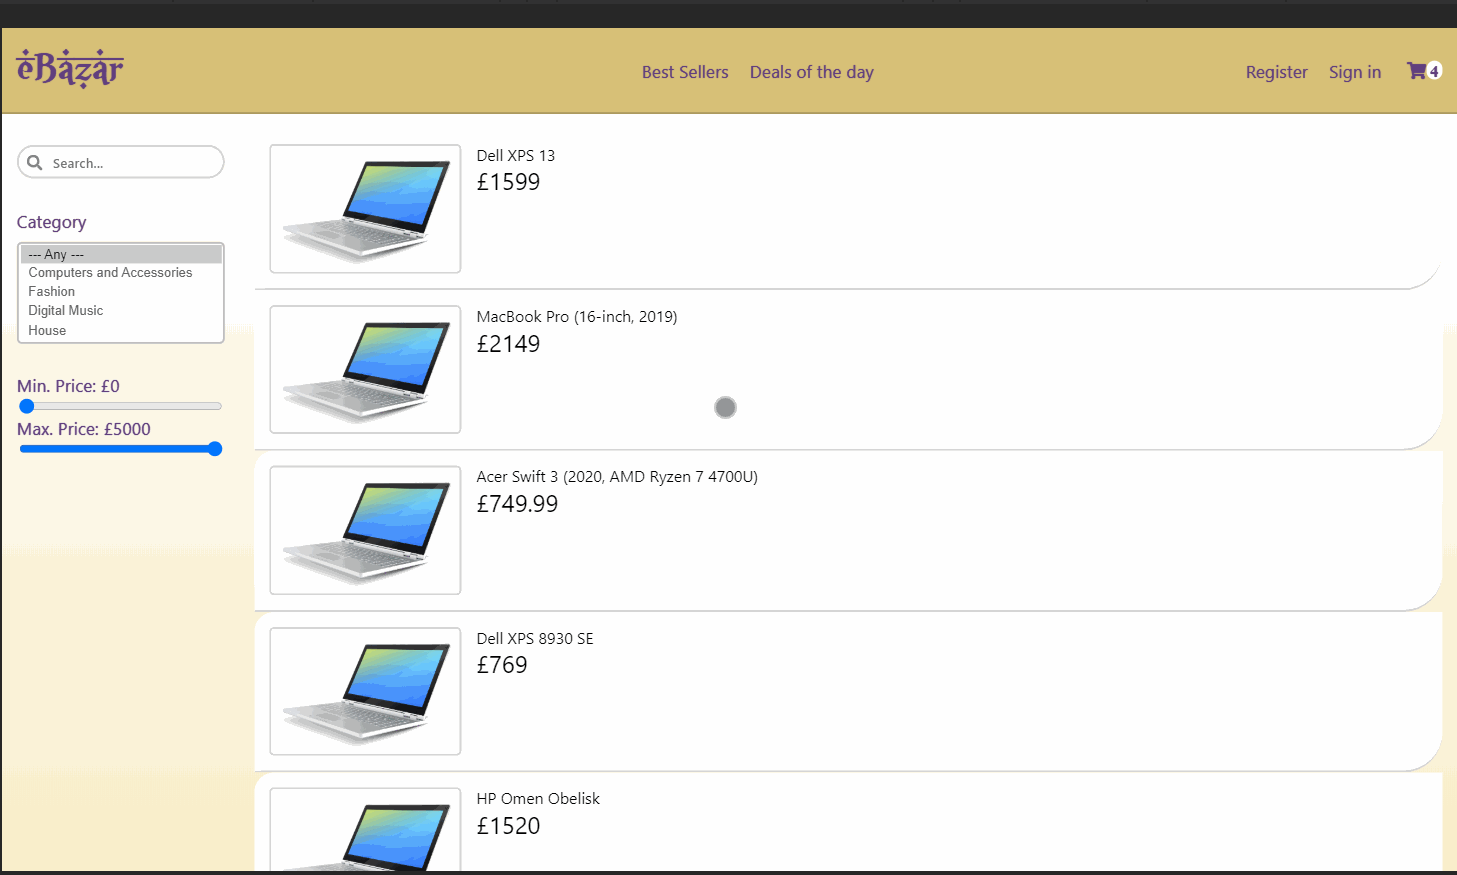 eBazar
Best Sellers
Deals of the day
Register
Sign in
4
Search...
Category
--- Any ---
Computers and Accessories
Fashion
Digital Music
House
Min. Price: £0
Max. Price: £5000
Dell XPS 13
£1599
MacBook Pro (16-inch, 2019)
£2149
Acer Swift 3 (2020, AMD Ryzen 7 4700U)
£749.99
Dell XPS 8930 SE
£769
HP Omen Obelisk
£1520